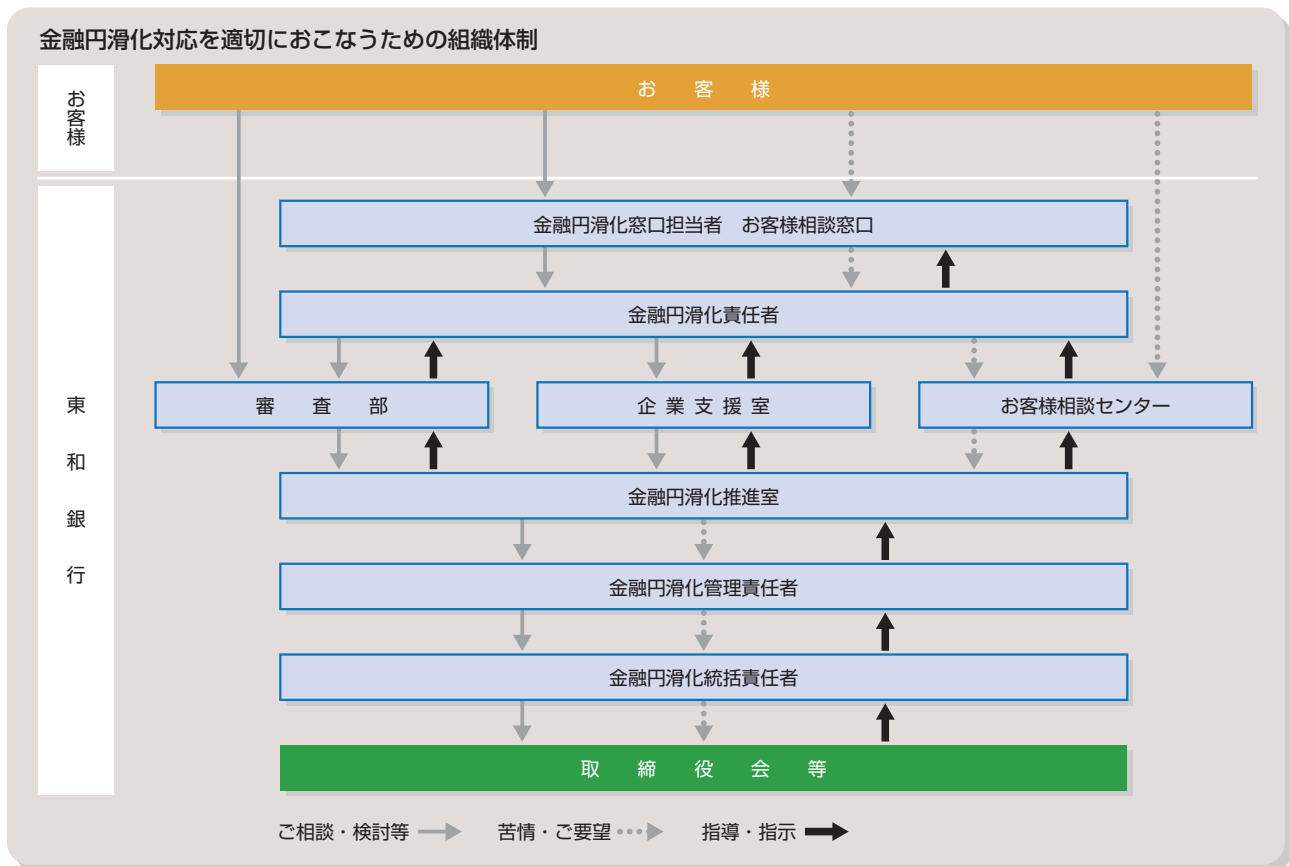 金融円滑化対応を適切におこなうための組織体制
お客様
お客様
金融円滑化窓口担当者　お客様相談窓口
金融円滑化責任者
審査部
企業支援室
お客様相談センター
東和銀行
金融円滑化推進室
金融円滑化管理責任者
金融円滑化統括責任者
取締役会等
ご相談・検討等
苦情・ご要望
指導・指示